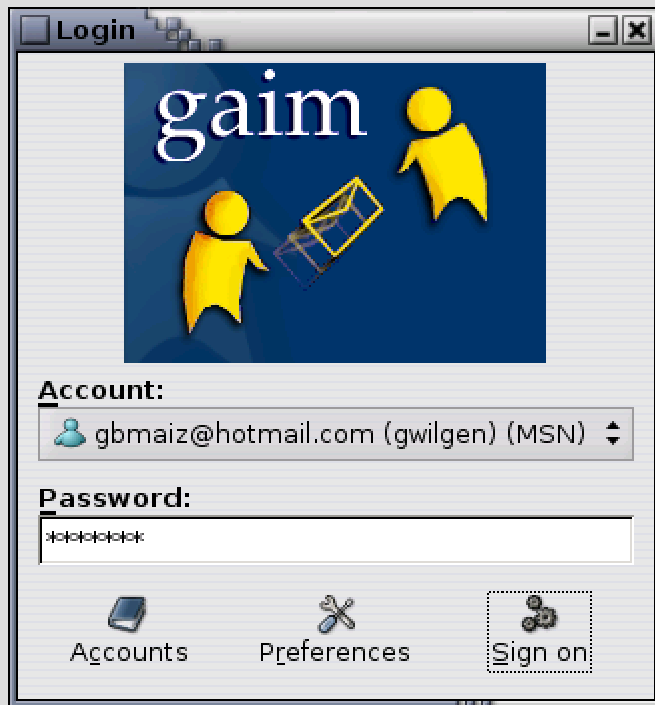 Login
gaim
Account:
gbmaiz@hotmail.com (gwilgen) (MSN)
Password:
********
Accounts Preferences Sign on